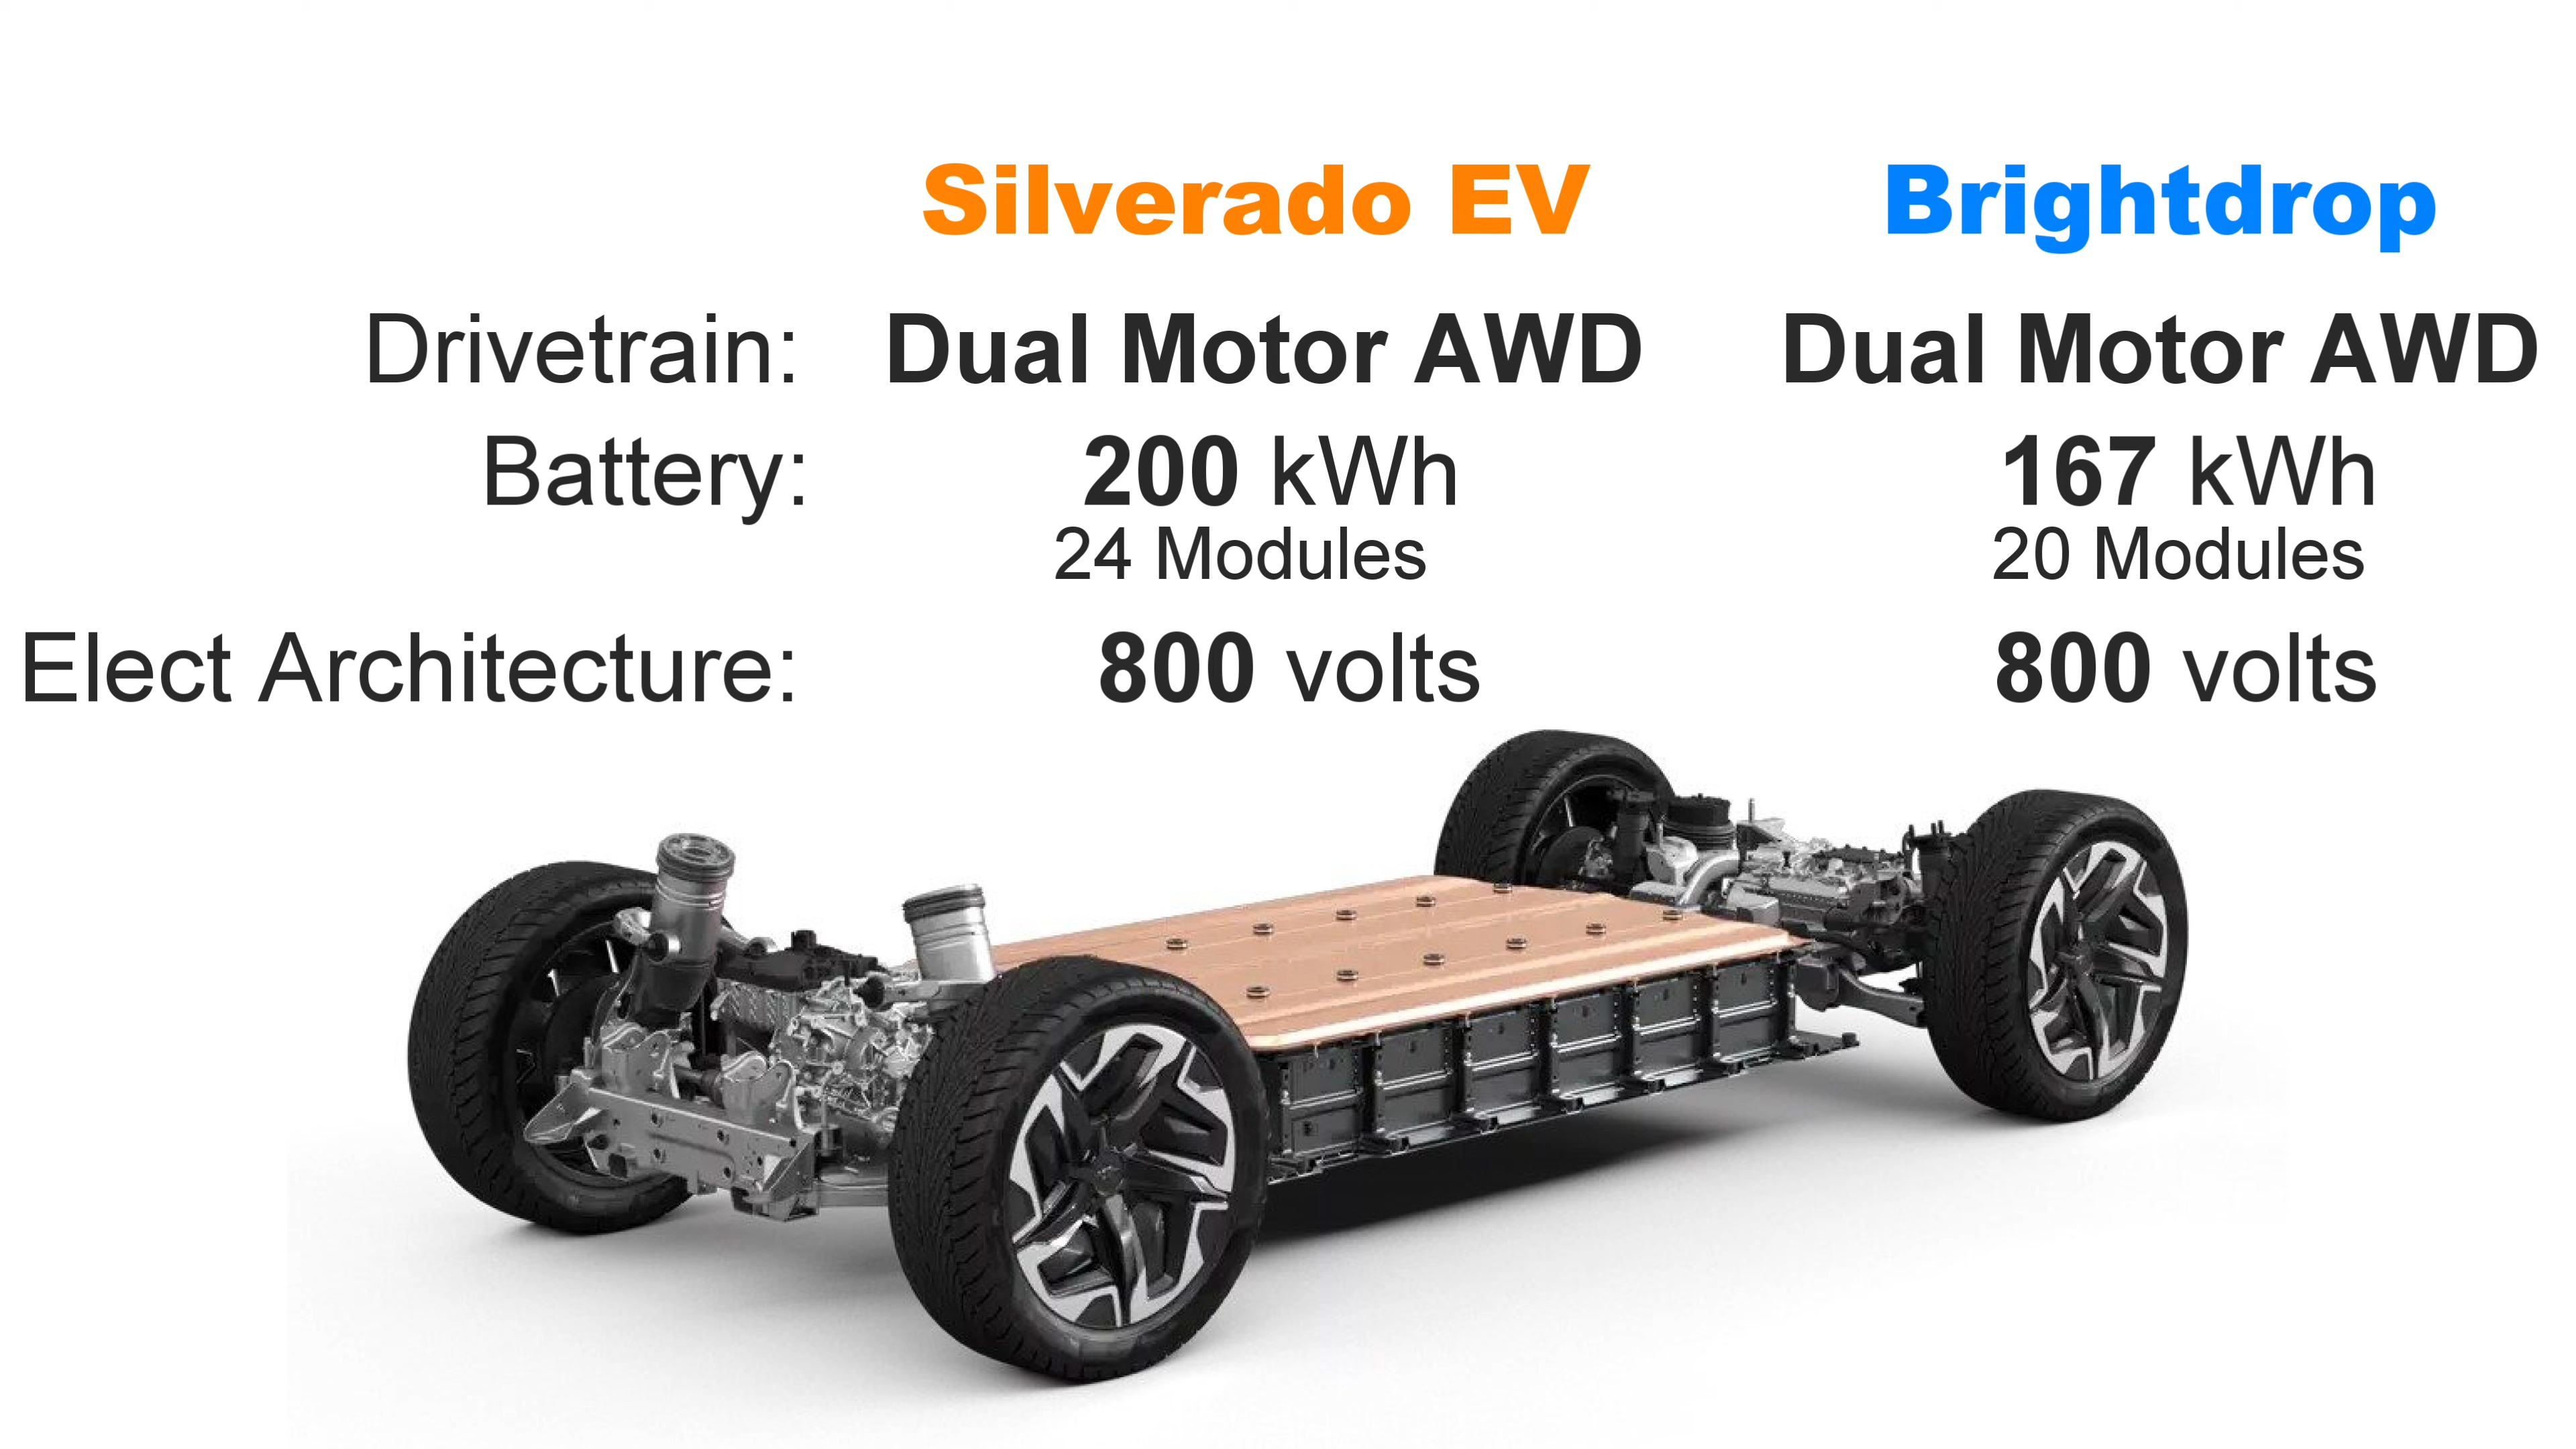 Silverado EV Brightdrop
Drivetrain: Dual Motor AWD Dual Motor AWD
Battery: 200 kWh 167 kWh
24 Modules 20 Modules
Elect Architecture: 800 volts 800 volts